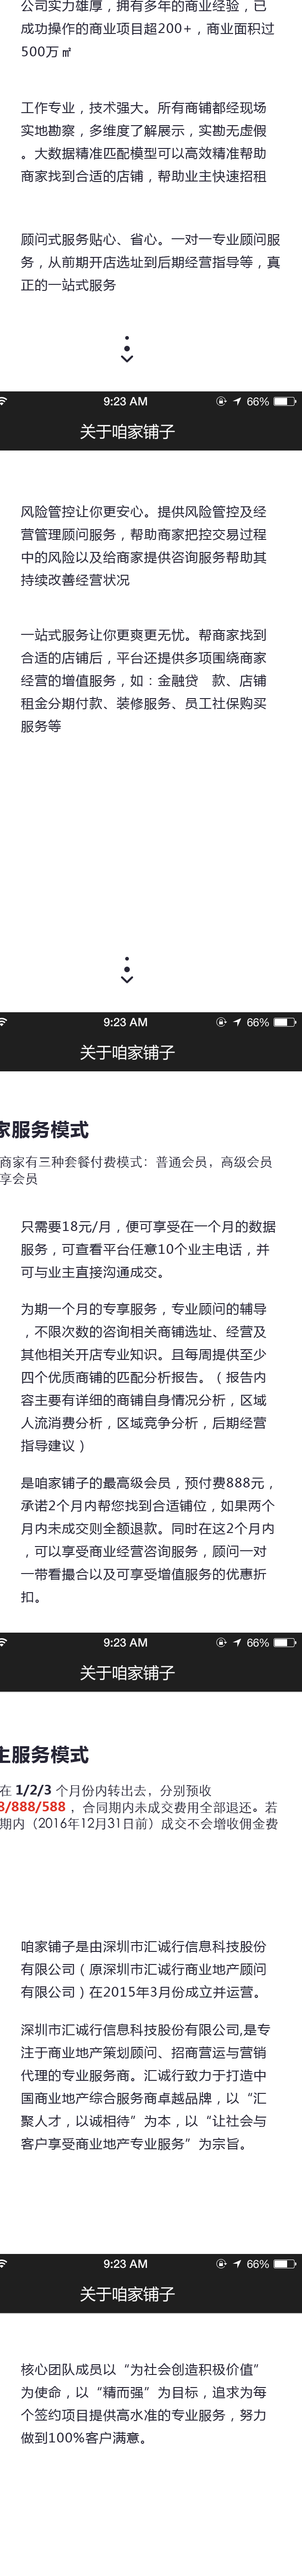 公司实力雄厚，拥有多年的商业经验，已
成功操作的商业项目超200+，商业面积过
500万㎡
工作专业，技术强大。所有商铺都经现场
实地勘察，多维度了解展示，实勘无虚假
。大数据精准匹配模型可以高效精准帮助
商家找到合适的店铺，帮助业主快速招租
顾问式服务贴心、省心。一对一专业顾问服
务，从前期开店选址到后期经营指导等，真
正的一站式服务
9:23 AM 66%
关于咱家铺子
风险管控让你更安心。提供风险管控及经
营管理顾问服务，帮助商家把控交易过程
中的风险以及给商家提供咨询服务帮助其
持续改善经营状况
一站式服务让你更爽更无忧。帮商家找到
合适的店铺后，平台还提供多项围绕商家
经营的增值服务，如：金融贷 款、店铺
租金分期付款、装修服务、员工社保购买
服务等
9:23 AM 66%
关于咱家铺子
家服务模式
商家有三种套餐付费模式：普通会员，高级会员
享会员
只需要18元/月，便可享受在一个月的数据
服务，可查看平台任意10个业主电话，并
可与业主直接沟通成交。
为期一个月的专享服务，专业顾问的辅导
，不限次数的咨询相关商铺选址、经营及
其他相关开店专业知识。且每周提供至少
四个优质商铺的匹配分析报告。（报告内
容主要有详细的商铺自身情况分析，区域
人流消费分析，区域竞争分析，后期经营
指导建议）
是咱家铺子的最高级会员，预付费888元，
承诺2个月内帮您找到合适铺位，如果两个
月内未成交则全额退款。同时在这2个月内
，可以享受商业经营咨询服务，顾问一对
一带看撮合以及可享受增值服务的优惠折
扣。
9:23 AM 66%
关于咱家铺子
主服务模式
在 1/2/3 个月份内转出去，分别预收
8/888/588 ，合同期内未成交费用全部退还。若
期内（2016年12月31日前）成交不会增收佣金费
咱家铺子是由深圳市汇诚行信息科技股份
有限公司（原深圳市汇诚行商业地产顾问
有限公司）在2015年3月份成立并运营。
深圳市汇诚行信息科技股份有限公司,是专
注于商业地产策划顾问、招商营运与营销
代理的专业服务商。汇诚行致力于打造中
国商业地产综合服务商卓越品牌，以“汇
聚人才，以诚相待”为本，以“让社会与
客户享受商业地产专业服务”为宗旨。
9:23 AM 66%
关于咱家铺子
核心团队成员以“为社会创造积极价值”
为使命，以“精而强”为目标，追求为每
个签约项目提供高水准的专业服务，努力
做到100%客户满意。